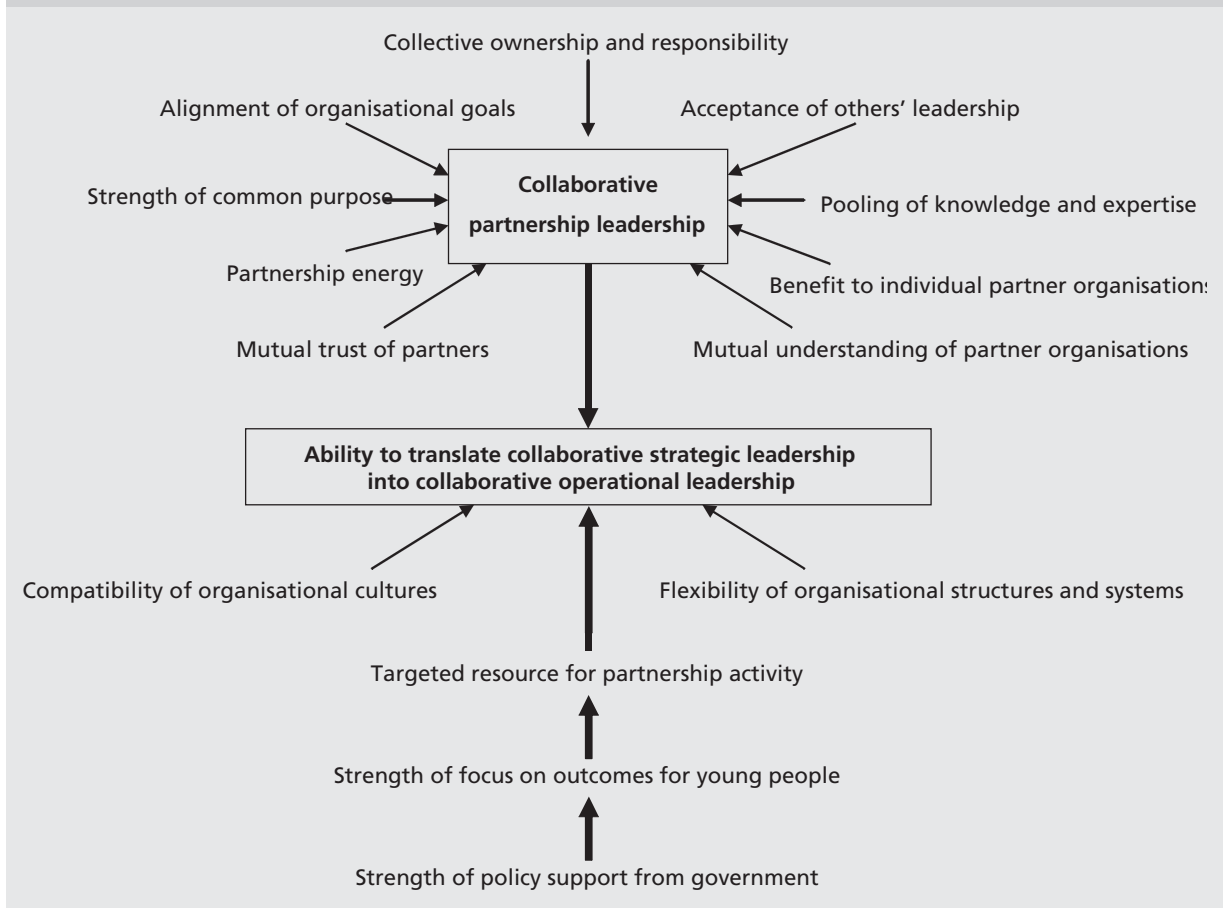 Collective ownership and responsibility
Alignment of organisational goals
Acceptance of others' leadership
Collaborative
partnership leadership
Strength of common purpose
Pooling of knowledge and expertise
Partnership energy
Benefit to individual partner organisations
Mutual trust of partners
Mutual understanding of partner organisations
Ability to translate collaborative strategic leadership
into collaborative operational leadership
Compatibility of organisational cultures
Flexibility of organisational structures and systems
Targeted resource for partnership activity
Strength of focus on outcomes for young people
Strength of policy support from government